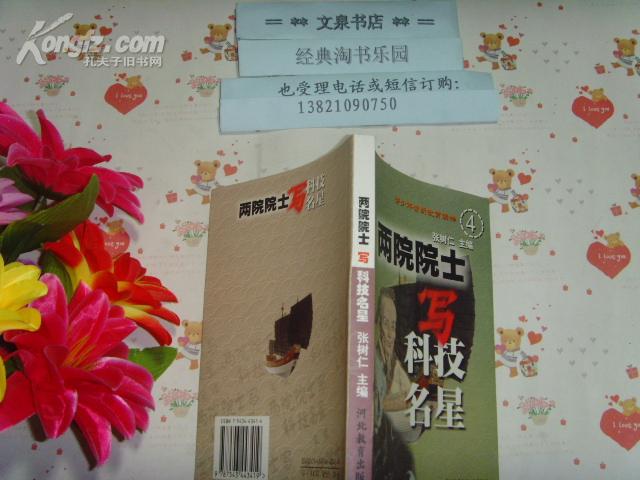 Kongfz.com
孔夫子旧书网
== ** 文泉书店 ** ==
经典淘书乐园
也受理电话或短信订购:
13821090750
两院院士写科技名星
两院院士 写 科技名星 张树仁 主编 河北教育出版
4
张树仁 主编
两院院士
写
科技
名星
I love you